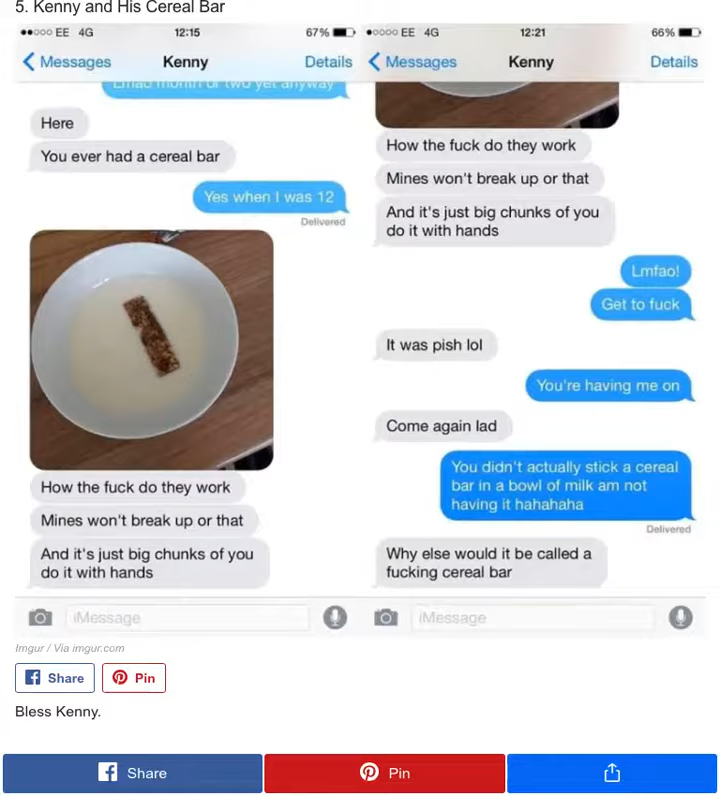 5. Kenny and His Cereal Bar
EE 4G 12:15 67%
Messages Kenny Details
Lmao month or two yet anyway
Here
You ever had a cereal bar
Yes when I was 12
Delivered
How the fuck do they work
Mines won't break up or that
And it's just big chunks of you
do it with hands
iMessage
EE 4G 12:21 66%
Messages Kenny Details
How the fuck do they work
Mines won't break up or that
And it's just big chunks of you
do it with hands
Lmfao!
Get to fuck
It was pish lol
You're having me on
Come again lad
You didn't actually stick a cereal
bar in a bowl of milk am not
having it hahahaha
Delivered
Why else would it be called a
fucking cereal bar
iMessage
Imgur / Via imgur.com
Share Pin
Bless Kenny.
Share Pin